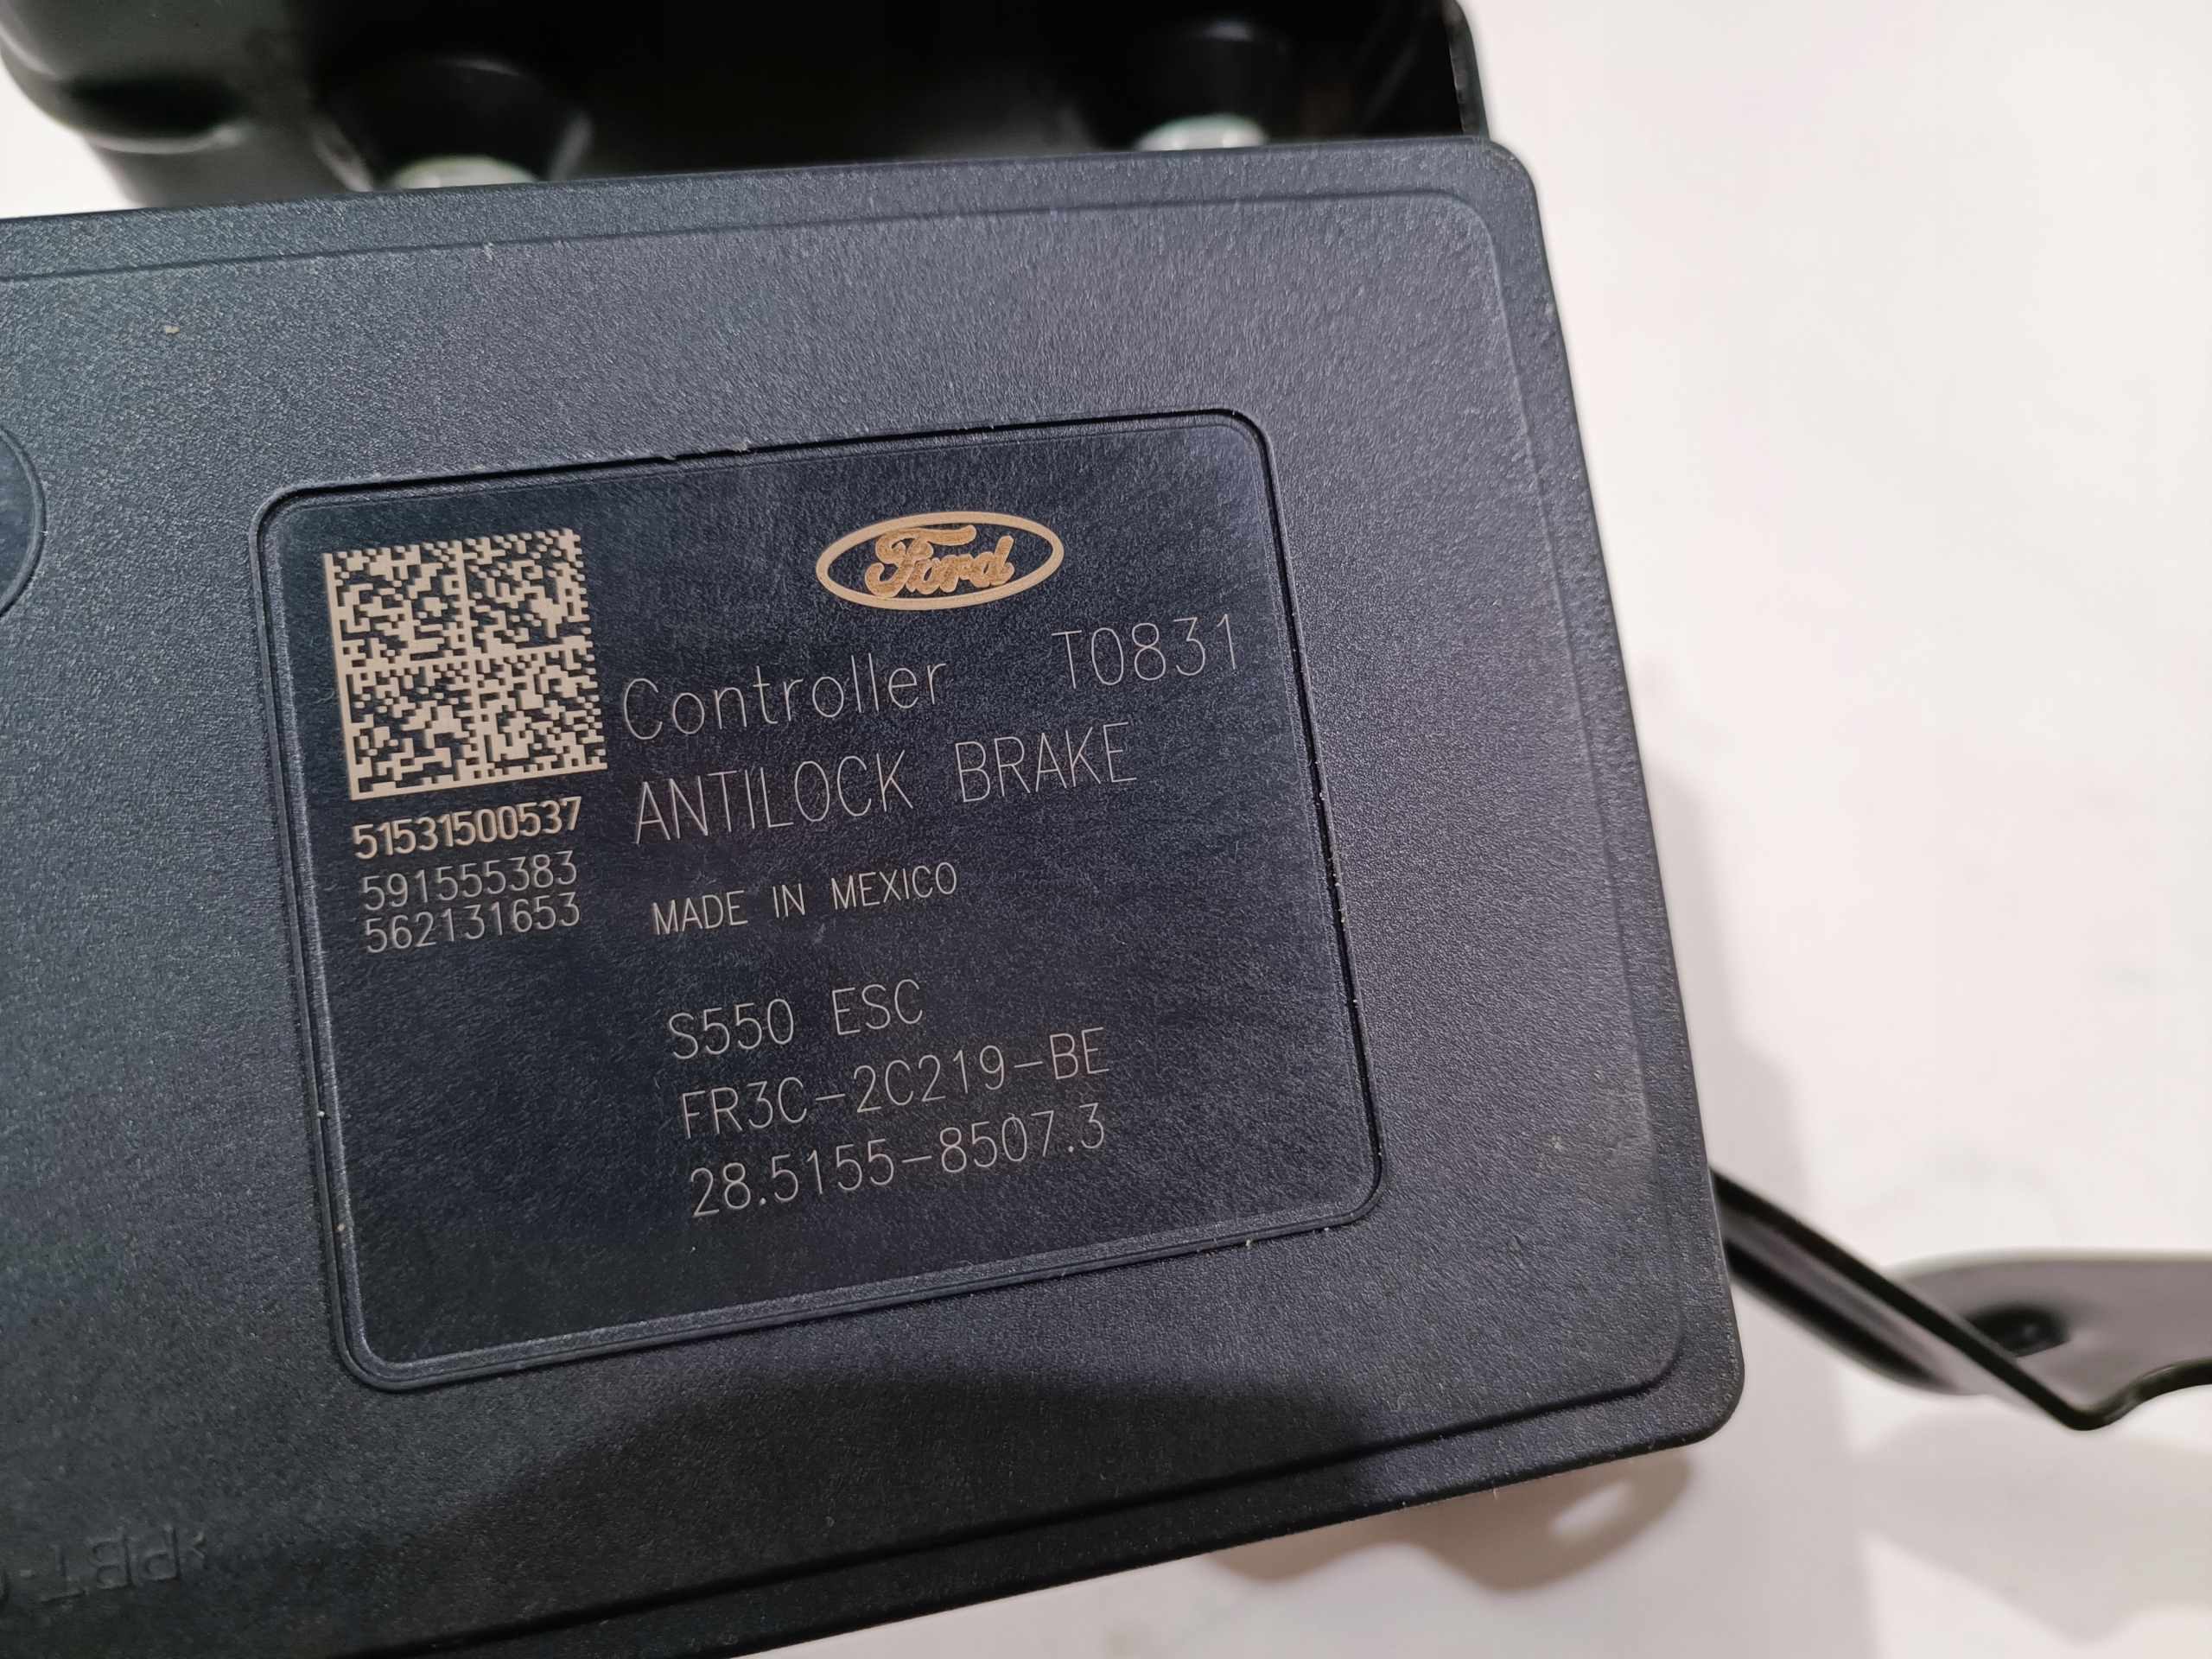 Ford
Controller T0831
ANTILOCK BRAKE
51531500537
591555383
562131653
MADE IN MEXICO
S550 ESC
FR3C-2C219-BE
28.5155-8507.3
>PBT-